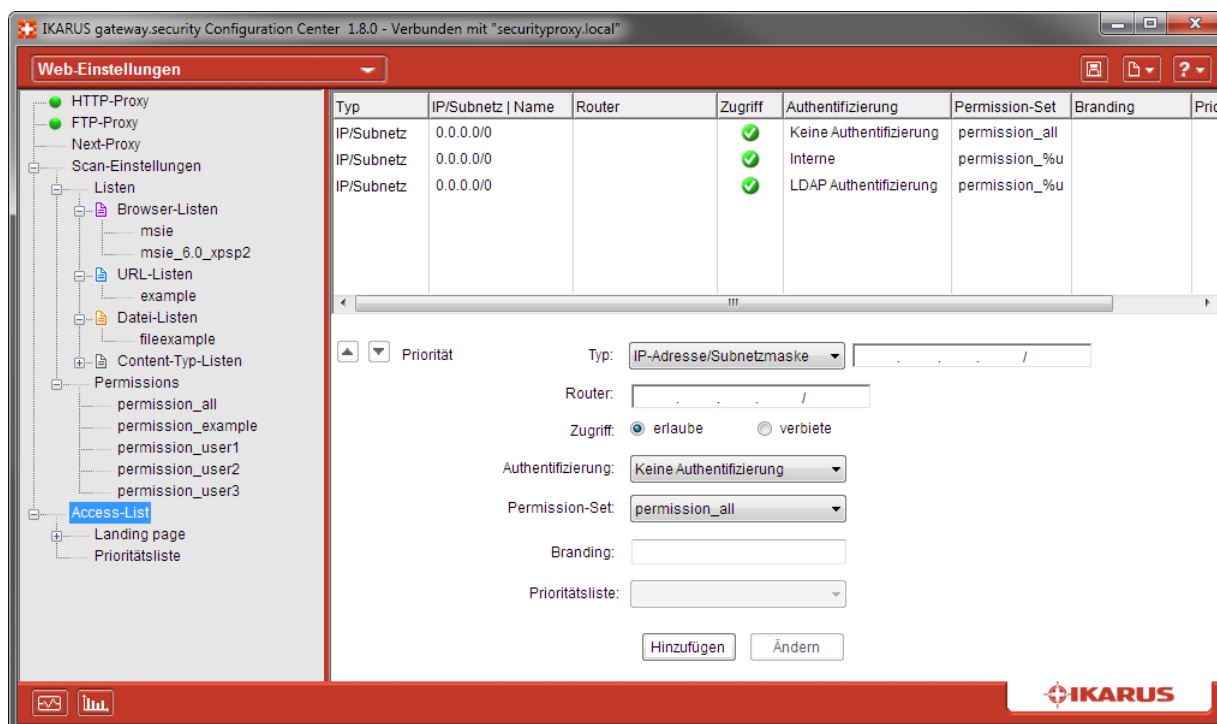 IKARUS gateway.security Configuration Center 1.8.0 - Verbunden mit "securityproxy.local"
Web-Einstellungen
HTTP-Proxy
FTP-Proxy
Next-Proxy
Scan-Einstellungen
Listen
Browser-Listen
msie
msie_6.0_xpsp2
URL-Listen
example
Datei-Listen
fileexample
Content-Typ-Listen
Permissions
permission_all
permission_example
permission_user1
permission_user2
permission_user3
Access-List
Landing page
Prioritätsliste
Typ IP/Subnetz | Name Router Zugriff Authentifizierung Permission-Set Branding Pric
IP/Subnetz 0.0.0.0/0 Keine Authentifizierung permission_all
IP/Subnetz 0.0.0.0/0 Interne permission_%u
IP/Subnetz 0.0.0.0/0 LDAP Authentifizierung permission_%u
Priorität Typ: IP-Adresse/Subnetzmaske . . . /
Router: . . . /
Zugriff: erlaube verbiete
Authentifizierung: Keine Authentifizierung
Permission-Set: permission_all
Branding:
Prioritätsliste:
Hinzufügen Ändern
IKARUS